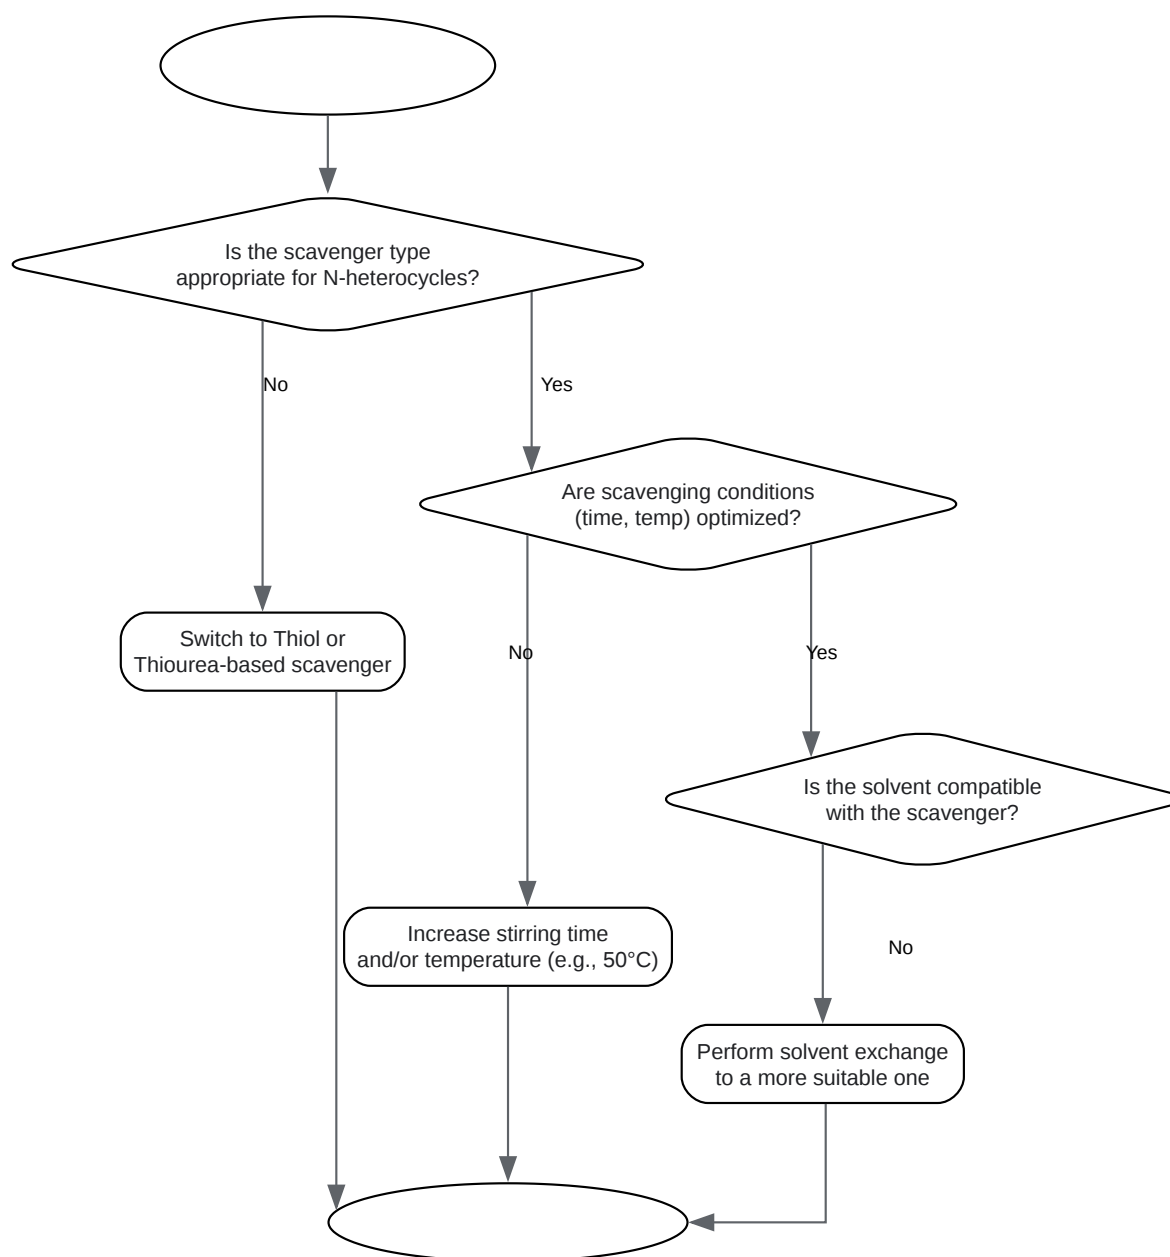 Is the scavenger type
appropriate for N-heterocycles?
No
Yes
Are scavenging conditions
(time, temp) optimized?
Switch to Thiol or
Thiourea-based scavenger
No
Yes
Is the solvent compatible
with the scavenger?
Increase stirring time
and/or temperature (e.g., 50°C)
No
Perform solvent exchange
to a more suitable one